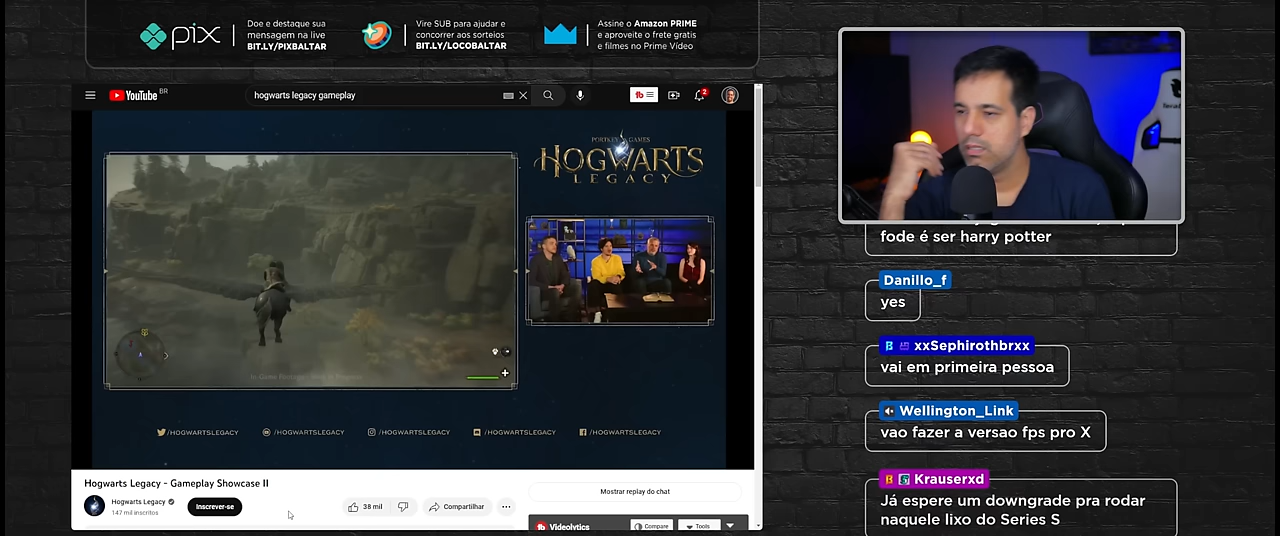 pix
Doe e destaque sua
mensagem na live
BIT.LY/PIXBALTAR
Vire SUB para ajudar e
concorrer aos sorteios
BIT.LY/LOCOBALTAR
Assine o Amazon PRIME
e aproveite o frete gratis
e filmes no Prime Vídeo
YouTube BR
hogwarts legacy gameplay
2
PORTKEY GAMES
HOGWARTS
LEGACY
/HOGWARTSLEGACY
/HOGWARTSLEGACY
/HOGWARTSLEGACY
/HOGWARTSLEGACY
/HOGWARTSLEGACY
Hogwarts Legacy - Gameplay Showcase II
Hogwarts Legacy
147 mil inscritos
Inscrever-se
38 mil
Compartilhar
Mostrar replay do chat
Videolytics
Compare
Tools
fode é ser harry potter
Danillo_f
yes
xxSephirothbrxx
vai em primeira pessoa
Wellington_Link
vao fazer a versao fps pro X
Krauserxd
Já espere um downgrade pra rodar
naquele lixo do Series S